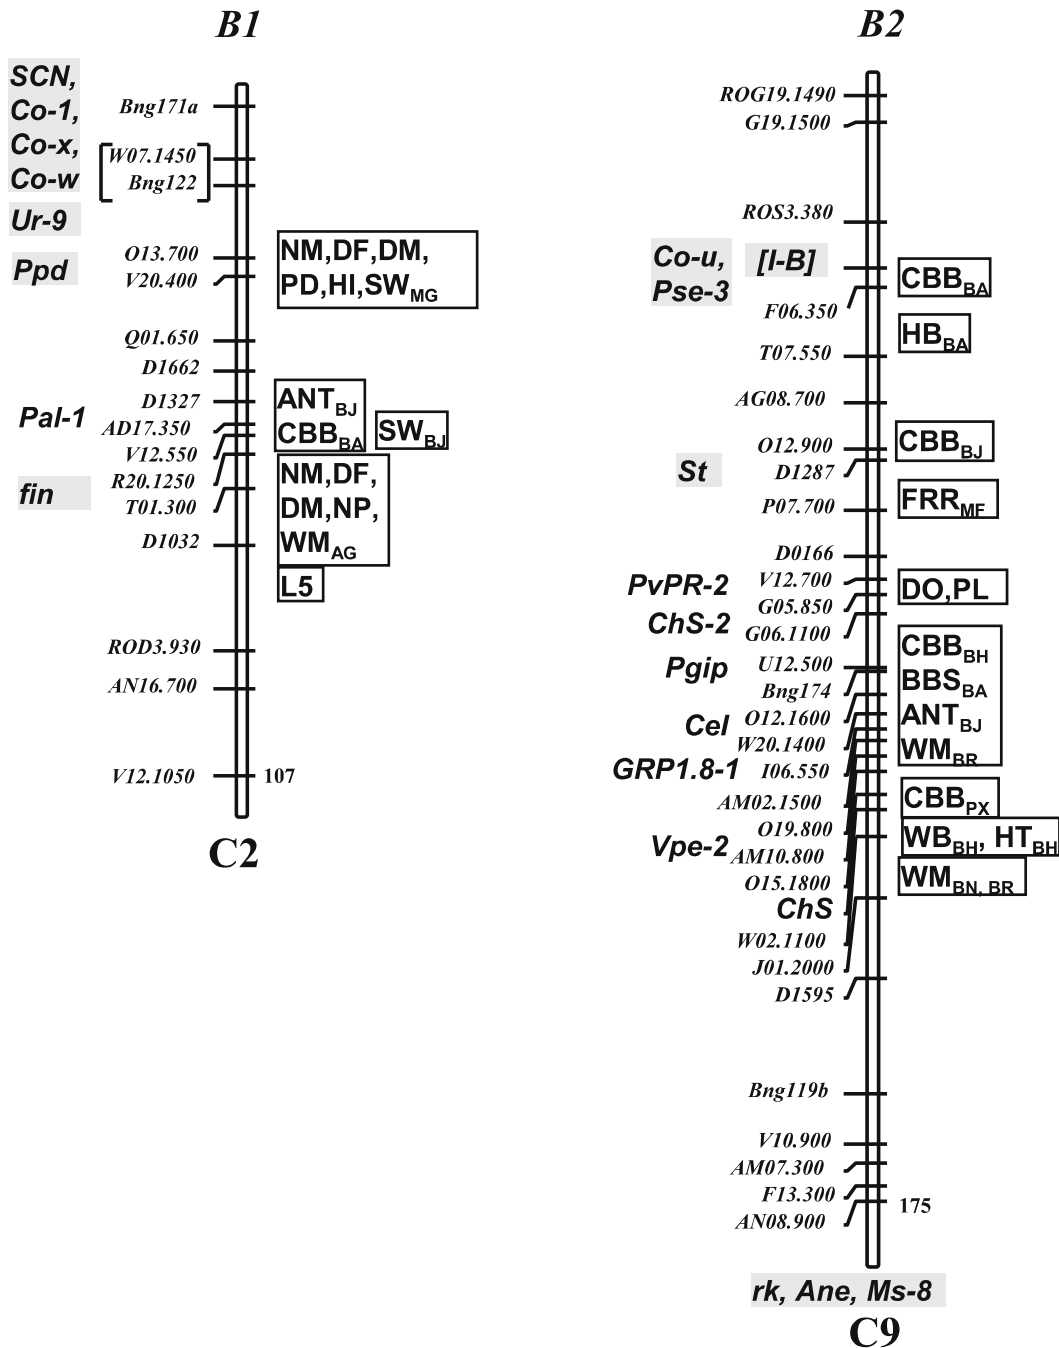 B1
SCN,
Co-1,
Co-x,
Co-w
Ur-9
Ppd
Pal-1
fin
Bng171a
W07.1450
Bng122
O13.700
V20.400
Q01.650
D1662
D1327
AD17.350
V12.550
R20.1250
T01.300
D1032
ROD3.930
AN16.700
V12.1050
107
NM,DF,DM,
PD,HI,SWMG
ANTBJ
CBBBA
SWBJ
NM,DF,
DM,NP,
WMAG
L5
C2
B2
ROG19.1490
G19.1500
ROS3.380
Co-u,
Pse-3
[I-B]
F06.350
T07.550
AG08.700
O12.900
D1287
St
P07.700
D0166
PvPR-2
V12.700
G05.850
ChS-2
G06.1100
Pgip
U12.500
Bng174
Cel
O12.1600
W20.1400
GRP1.8-1
I06.550
AM02.1500
O19.800
Vpe-2
AM10.800
O15.1800
ChS
W02.1100
J01.2000
D1595
Bng119b
V10.900
AM07.300
F13.300
AN08.900
175
CBBBA
HBBA
CBBBJ
FRRMF
DO,PL
CBBBH
BBSBA
ANTBJ
WMBR
CBBPX
WBBH, HTBH
WMBN, BR
rk, Ane, Ms-8
C9